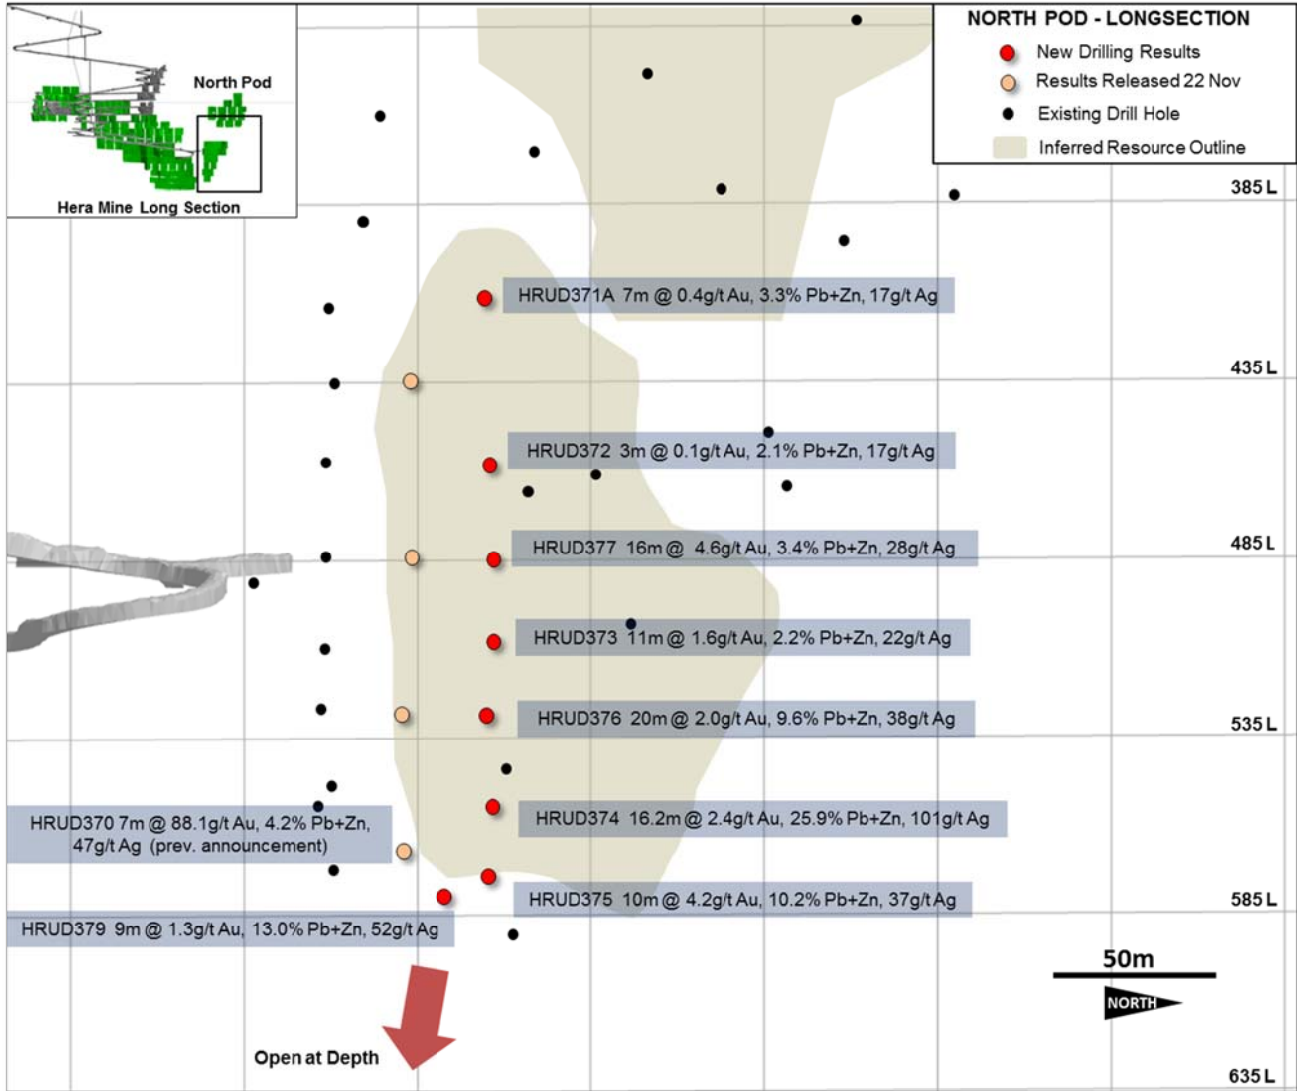 NORTH POD - LONGSECTION
New Drilling Results
Results Released 22 Nov
Existing Drill Hole
Inferred Resource Outline
North Pod
Hera Mine Long Section
385 L
HRUD371A 7m @ 0.4g/t Au, 3.3% Pb+Zn, 17g/t Ag
435 L
HRUD372 3m @ 0.1g/t Au, 2.1% Pb+Zn, 17g/t Ag
HRUD377 16m @ 4.6g/t Au, 3.4% Pb+Zn, 28g/t Ag
485 L
HRUD373 11m @ 1.6g/t Au, 2.2% Pb+Zn, 22g/t Ag
HRUD376 20m @ 2.0g/t Au, 9.6% Pb+Zn, 38g/t Ag
535 L
HRUD370 7m @ 88.1g/t Au, 4.2% Pb+Zn,
47g/t Ag (prev. announcement)
HRUD374 16.2m @ 2.4g/t Au, 25.9% Pb+Zn, 101g/t Ag
HRUD375 10m @ 4.2g/t Au, 10.2% Pb+Zn, 37g/t Ag
585 L
HRUD379 9m @ 1.3g/t Au, 13.0% Pb+Zn, 52g/t Ag
50m
NORTH
Open at Depth
635 L